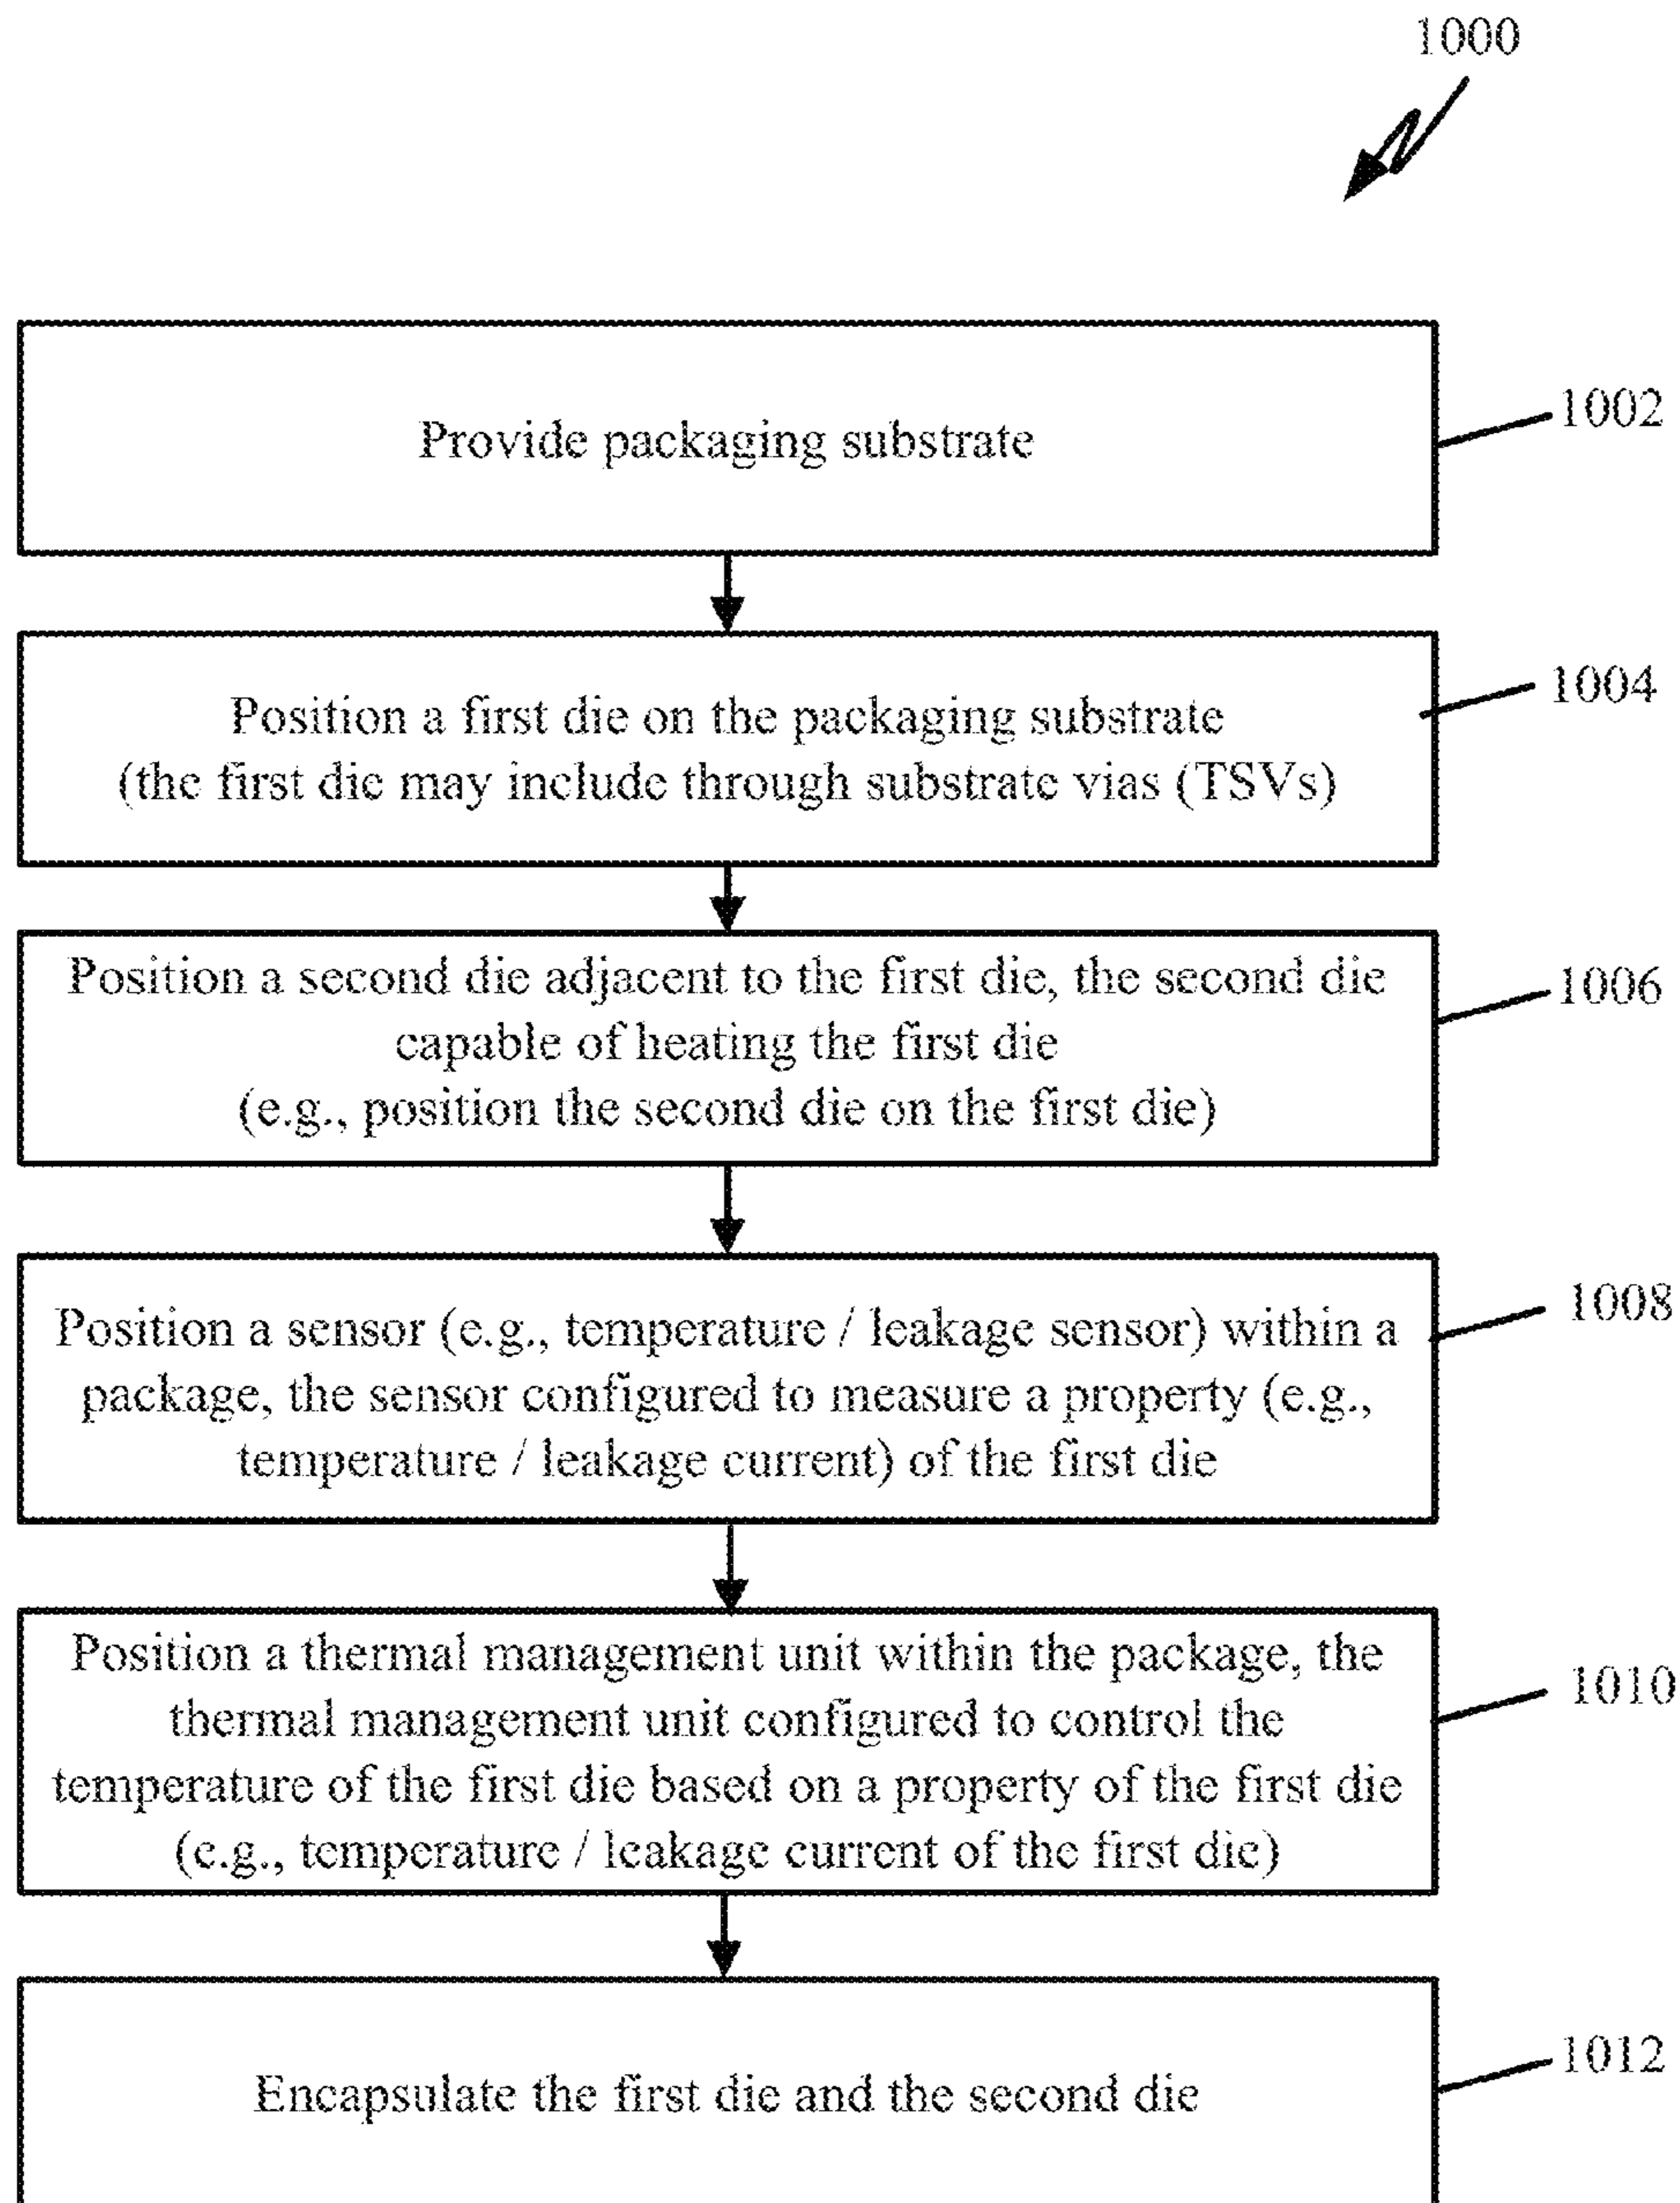 1000
Provide packaging substrate
1002
Position a first die on the packaging substrate
(the first die may include through substrate vias (TSVs)
1004
Position a second die adjacent to the first die, the second die
capable of heating the first die
(e.g., position the second die on the first die)
1006
Position a sensor (e.g., temperature / leakage sensor) within a
package, the sensor configured to measure a property (e.g.,
temperature / leakage current) of the first die
1008
Position a thermal management unit within the package, the
thermal management unit configured to control the
temperature of the first die based on a property of the first die
(e.g., temperature / leakage current of the first die)
1010
Encapsulate the first die and the second die
1012